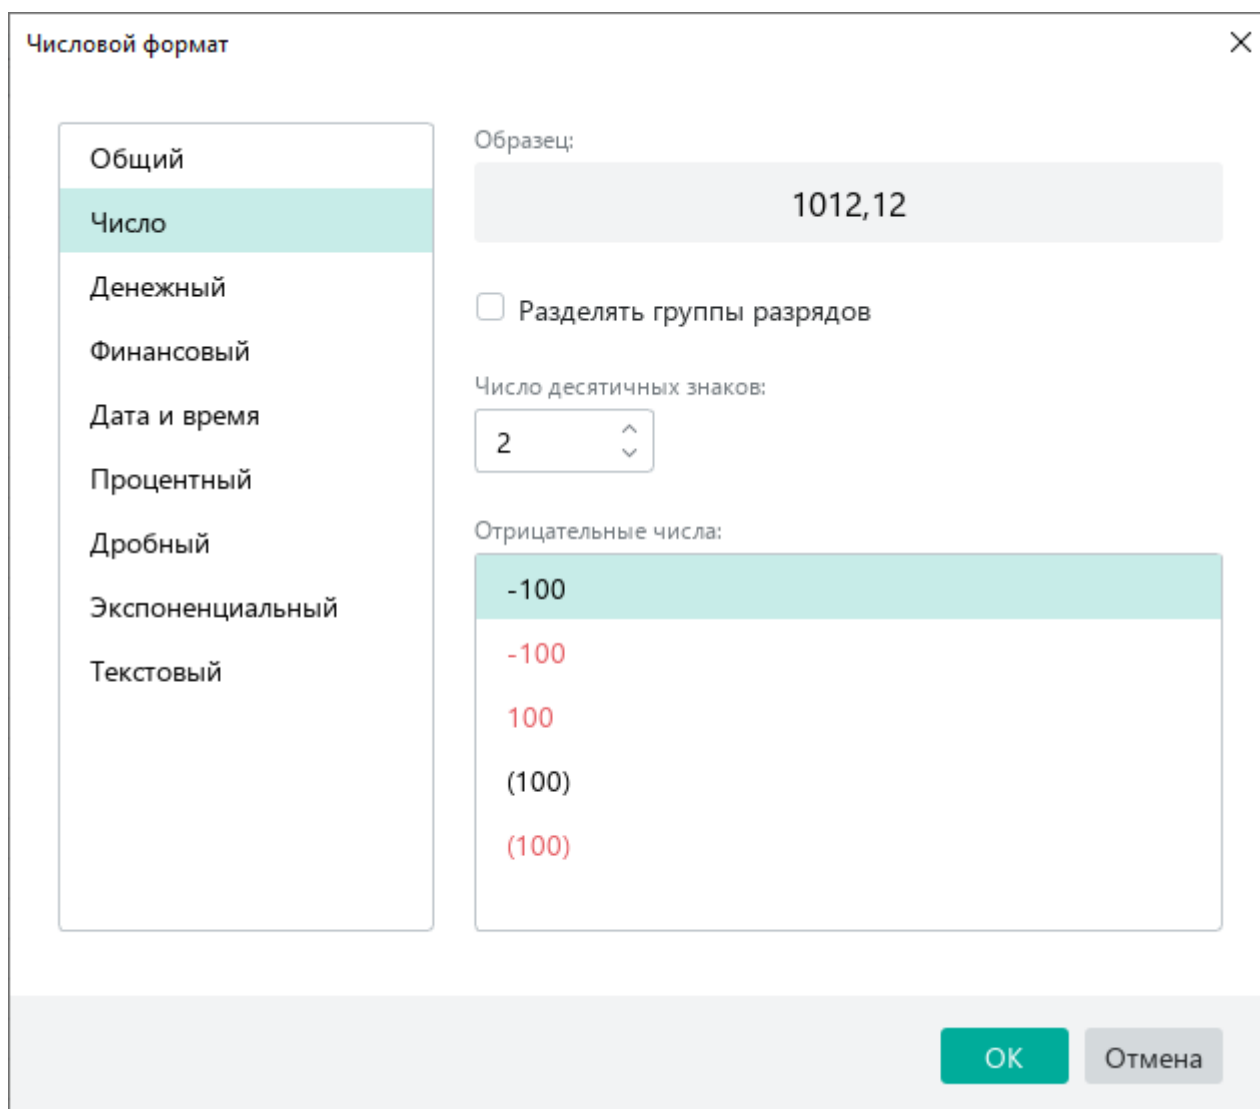 Числовой формат
Общий
Число
Денежный
Финансовый
Дата и время
Процентный
Дробный
Экспоненциальный
Текстовый
Образец:
1012,12
Разделять группы разрядов
Число десятичных знаков:
2
Отрицательные числа:
-100
-100
100
(100)
(100)
ОК
Отмена